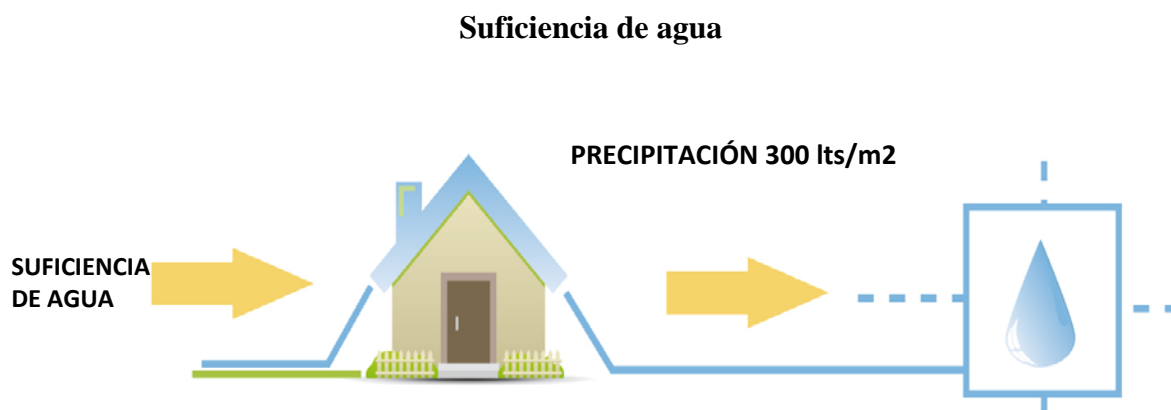 Suficiencia de agua
PRECIPITACIÓN 300 lts/m2
SUFICIENCIA
DE AGUA